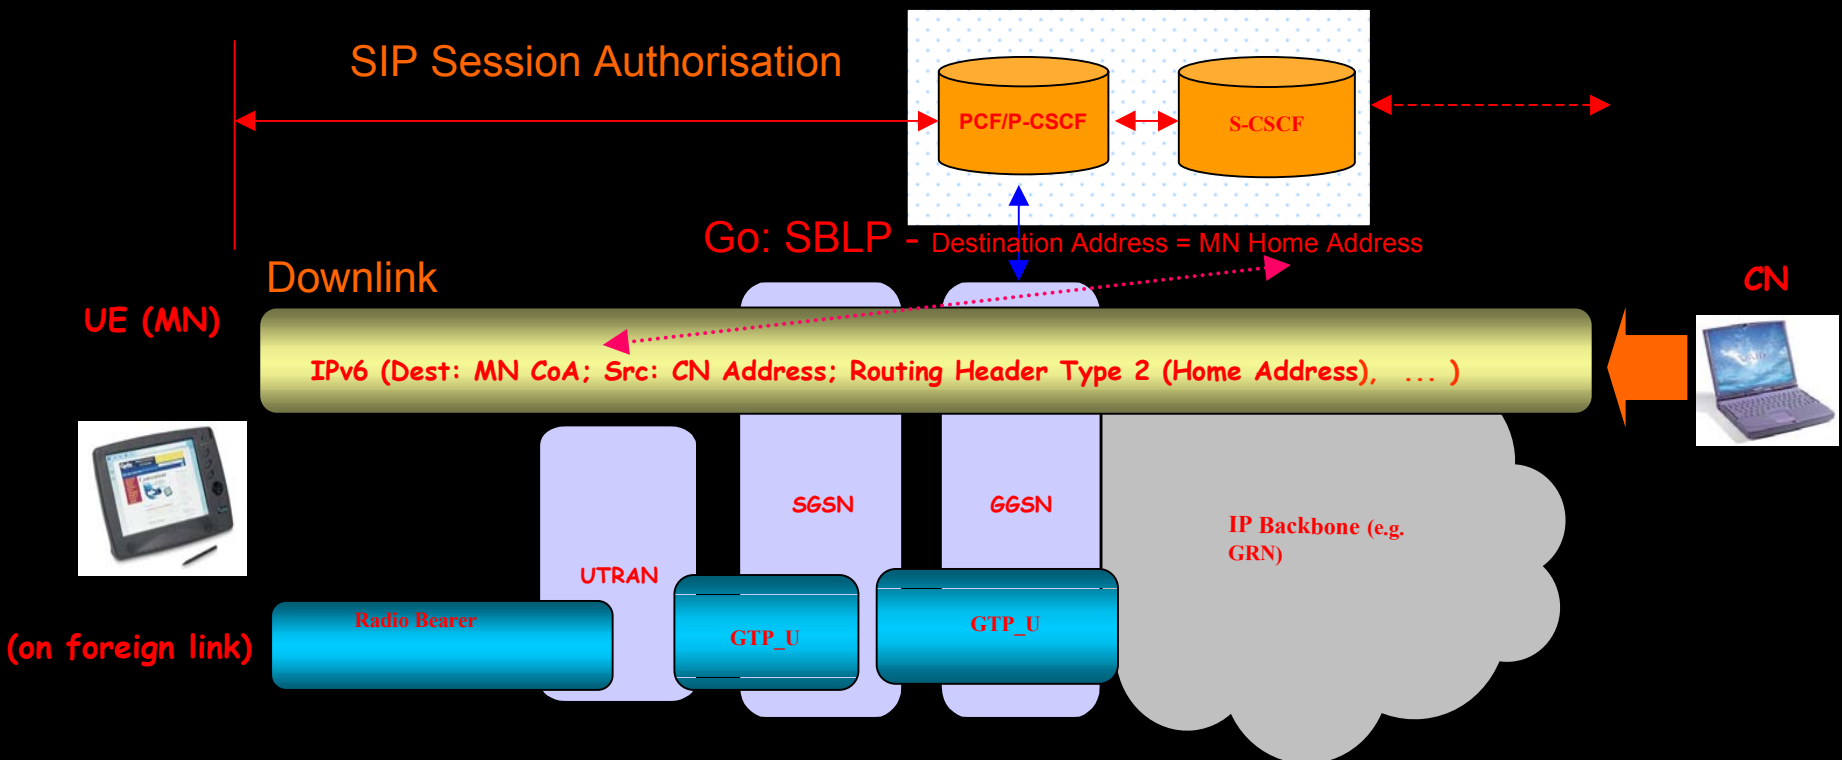 SIP Session Authorisation
PCF/P-CSCF
S-CSCF
Go: SBLP - Destination Address = MN Home Address
Downlink
CN
UE (MN)
IPv6 (Dest: MN CoA; Src: CN Address; Routing Header Type 2 (Home Address), ... )
SGSN
GGSN
IP Backbone (e.g.
GRN)
UTRAN
Radio Bearer
GTP_U
GTP_U
(on foreign link)